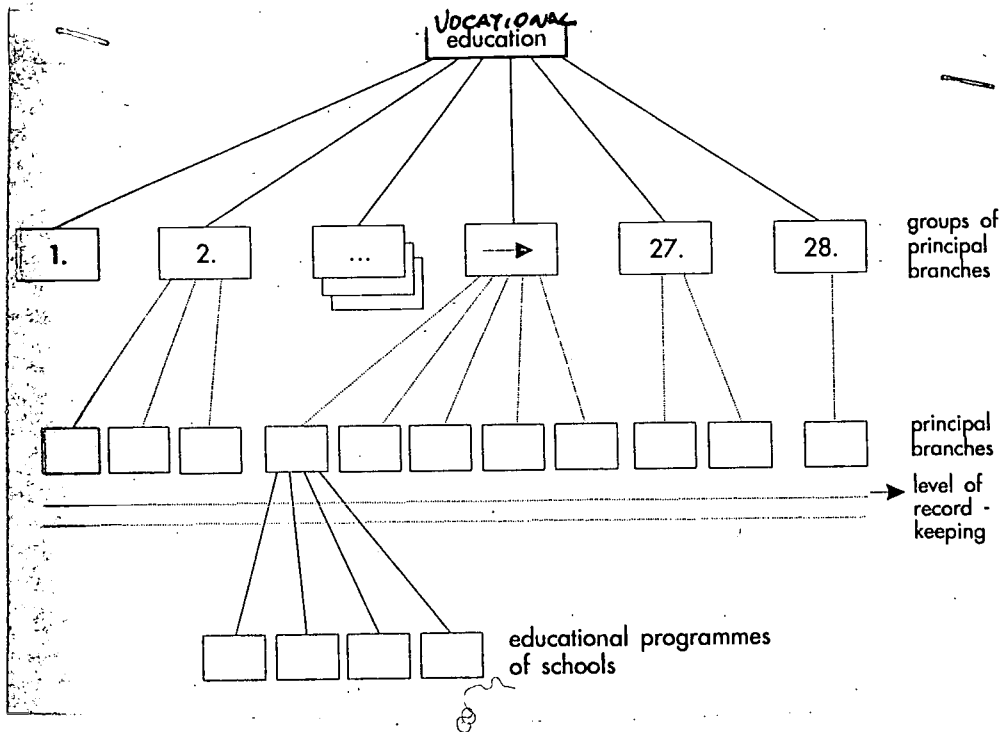 VOCATIONAL
education
1.
2.
...
27.
28.
groups of
principal
branches
principal
branches
level of
record -
keeping
educational programmes
of schools